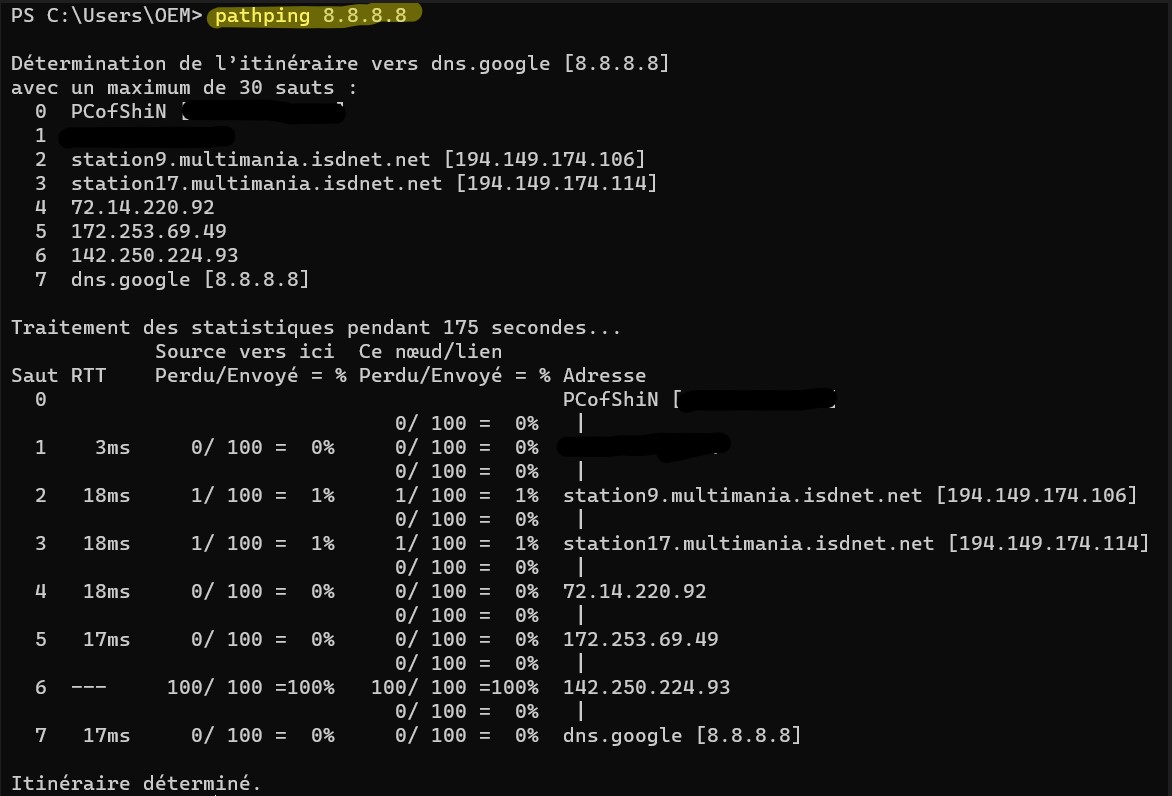 PS C:\Users\OEM> pathping 8.8.8.8
Détermination de l’itinéraire vers dns.google [8.8.8.8]
avec un maximum de 30 sauts :
0 PCofShiN [ ]
1
2 station9.multimania.isdnet.net [194.149.174.106]
3 station17.multimania.isdnet.net [194.149.174.114]
4 72.14.220.92
5 172.253.69.49
6 142.250.224.93
7 dns.google [8.8.8.8]
Traitement des statistiques pendant 175 secondes...
Source vers ici Ce nœud/lien
Saut RTT Perdu/Envoyé = % Perdu/Envoyé = % Adresse
0 PCofShiN [ ]
0/ 100 = 0% |
1 3ms 0/ 100 = 0% 0/ 100 = 0%
0/ 100 = 0% |
2 18ms 1/ 100 = 1% 1/ 100 = 1% station9.multimania.isdnet.net [194.149.174.106]
0/ 100 = 0% |
3 18ms 1/ 100 = 1% 1/ 100 = 1% station17.multimania.isdnet.net [194.149.174.114]
0/ 100 = 0% |
4 18ms 0/ 100 = 0% 0/ 100 = 0% 72.14.220.92
0/ 100 = 0% |
5 17ms 0/ 100 = 0% 0/ 100 = 0% 172.253.69.49
0/ 100 = 0% |
6 --- 100/ 100 =100% 100/ 100 =100% 142.250.224.93
0/ 100 = 0% |
7 17ms 0/ 100 = 0% 0/ 100 = 0% dns.google [8.8.8.8]
Itinéraire déterminé.